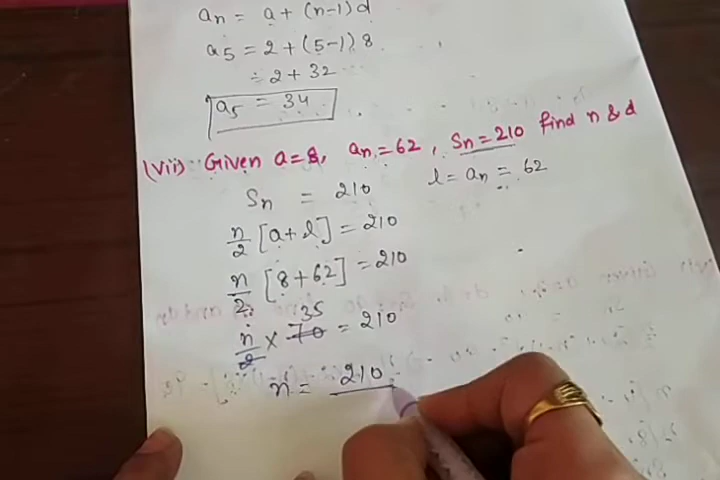 an = a + (n-1) d
a5 = 2 + (5-1) 8
= 2 + 32
a5 = 34
(vii) Given a = 8, an = 62, Sn = 210 find n & d
Sn = 210 l = an = 62
n/2 [a + l] = 210
n/2 [8 + 62] = 210
35
n/2 × 70 = 210
n = 210